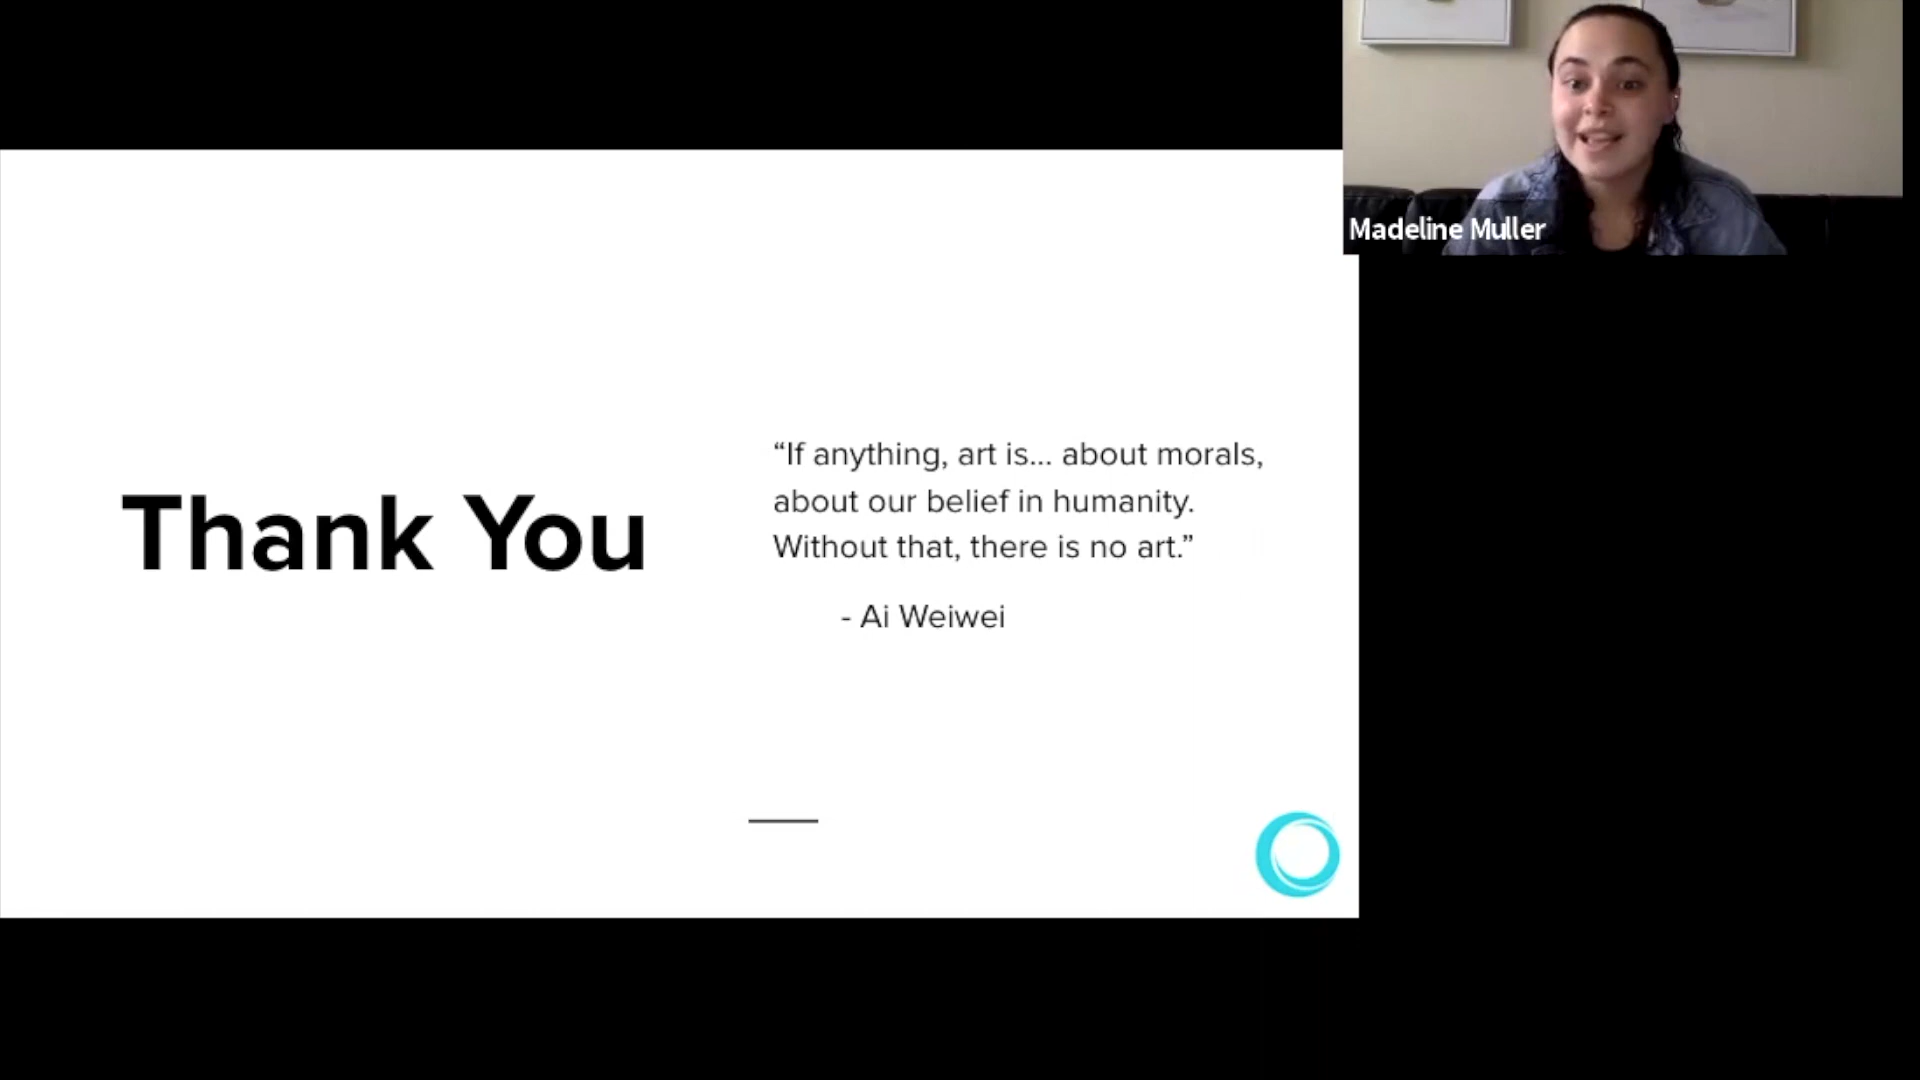 Madeline Muller
Thank You
“If anything, art is... about morals,
about our belief in humanity.
Without that, there is no art.”
- Ai Weiwei